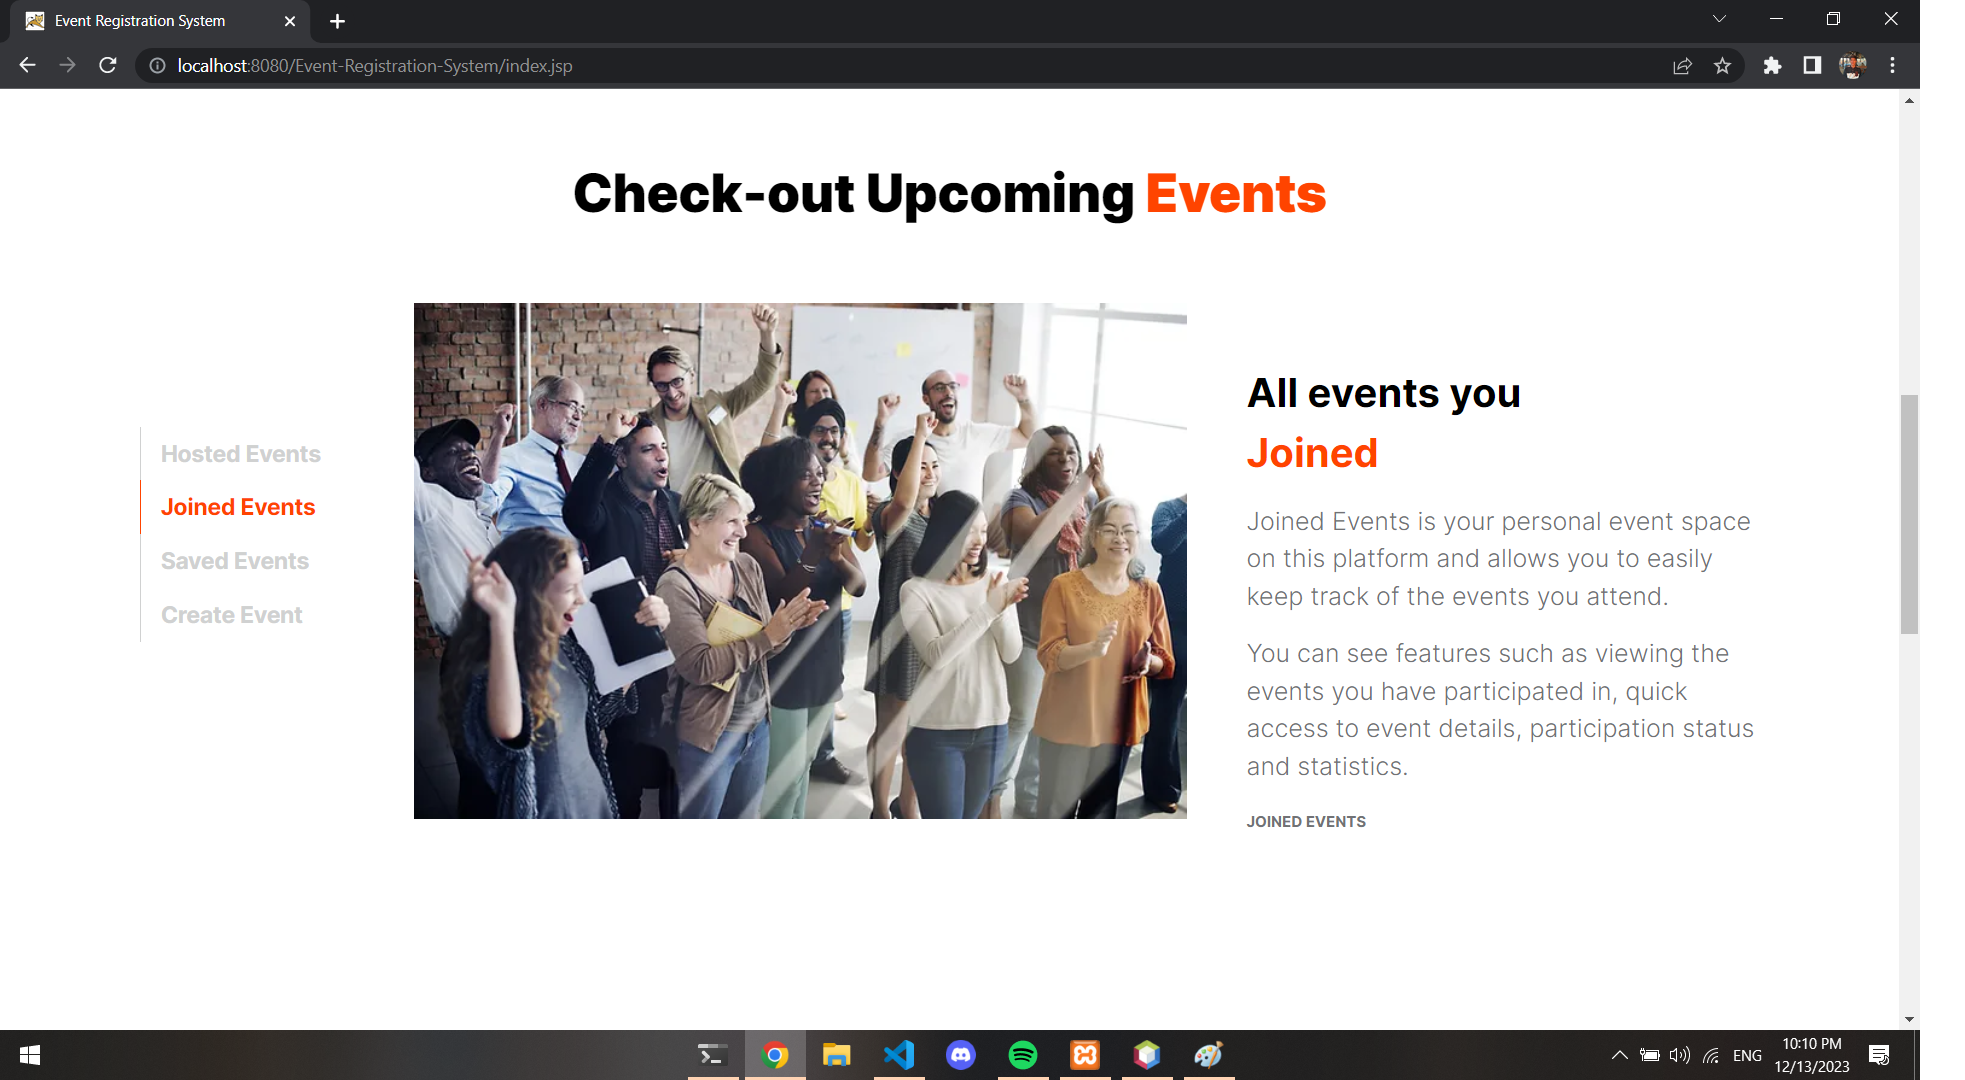 Event Registration System
localhost:8080/Event-Registration-System/index.jsp
Check-out Upcoming Events
Hosted Events
Joined Events
Saved Events
Create Event
All events you
Joined
Joined Events is your personal event space
on this platform and allows you to easily
keep track of the events you attend.
You can see features such as viewing the
events you have participated in, quick
access to event details, participation status
and statistics.
JOINED EVENTS
ENG
10:10 PM
12/13/2023